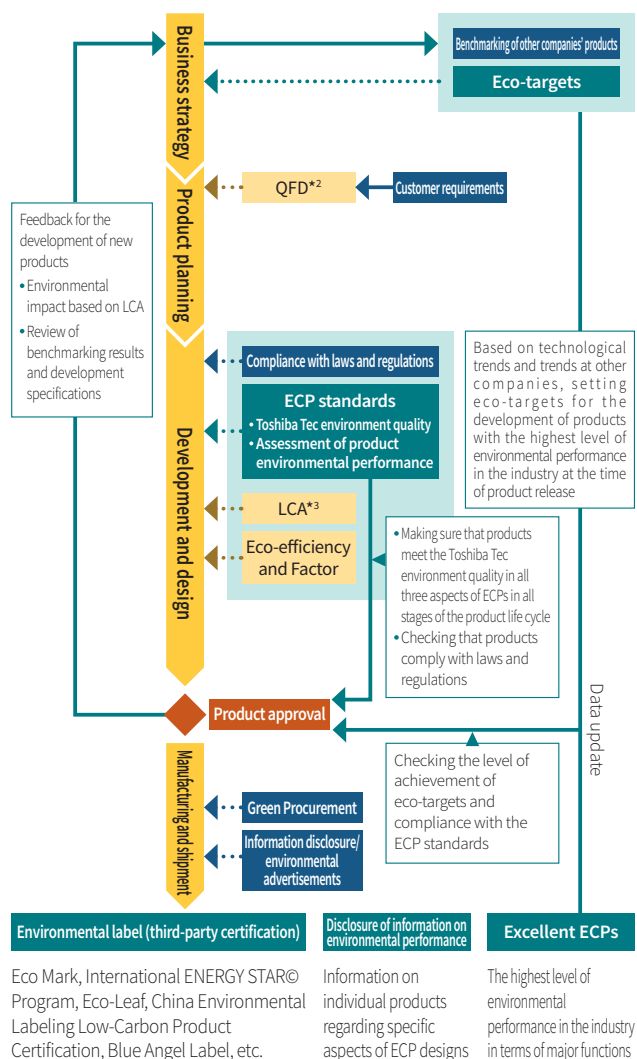 Business strategy
Benchmarking of other companies' products
Eco-targets
Product planning
QFD*2
Customer requirements
Feedback for the
development of new
products
• Environmental
impact based on LCA
• Review of
benchmarking results
and development
specifications
Based on technological
trends and trends at other
companies, setting
eco-targets for the
development of products
with the highest level of
environmental performance
in the industry at the time
of product release
Development and design
Compliance with laws and regulations
ECP standards
• Toshiba Tec environment quality
• Assessment of product
environmental performance
LCA*3
Eco-efficiency
and Factor
• Making sure that products
meet the Toshiba Tec
environment quality in all
three aspects of ECPs in all
stages of the product life cycle
• Checking that products
comply with laws and
regulations
Product approval
Data update
Checking the level of
achievement of
eco-targets and
compliance with the
ECP standards
Manufacturing and shipment
Green Procurement
Information disclosure/
environmental
advertisements
Environmental label (third-party certification)
Eco Mark, International ENERGY STAR©
Program, Eco-Leaf, China Environmental
Labeling Low-Carbon Product
Certification, Blue Angel Label, etc.
Disclosure of information on
environmental performance
Information on
individual products
regarding specific
aspects of ECP designs
Excellent ECPs
The highest level of
environmental
performance in the industry
in terms of major functions